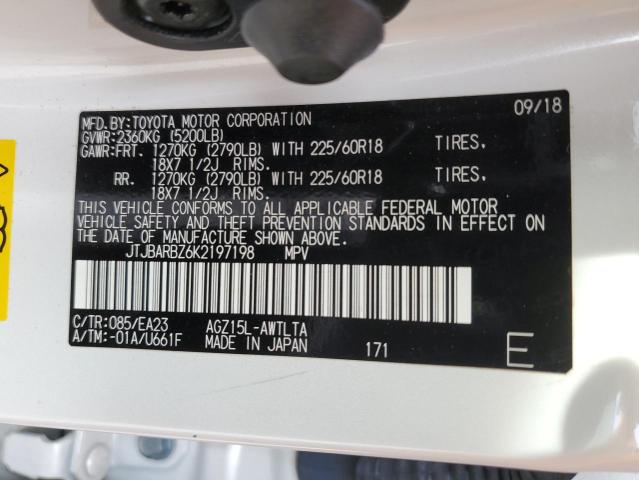 MFD.BY:TOYOTA MOTOR CORPORATION 09/18
GVWR:2360KG (5200LB)
GAWR:FRT. 1270KG (2790LB) WITH 225/60R18 TIRES.
18X7 1/2J RIMS.
RR. 1270KG (2790LB) WITH 225/60R18 TIRES.
18X7 1/2J RIMS.
THIS VEHICLE CONFORMS TO ALL APPLICABLE FEDERAL MOTOR
VEHICLE SAFETY AND THEFT PREVENTION STANDARDS IN EFFECT ON
THE DATE OF MANUFACTURE SHOWN ABOVE.
JTJBARBZ6K2197198 MPV
C/TR:085/EA23 AGZ15L-AWTLTA
A/TM:-01A/U661F MADE IN JAPAN 171 E